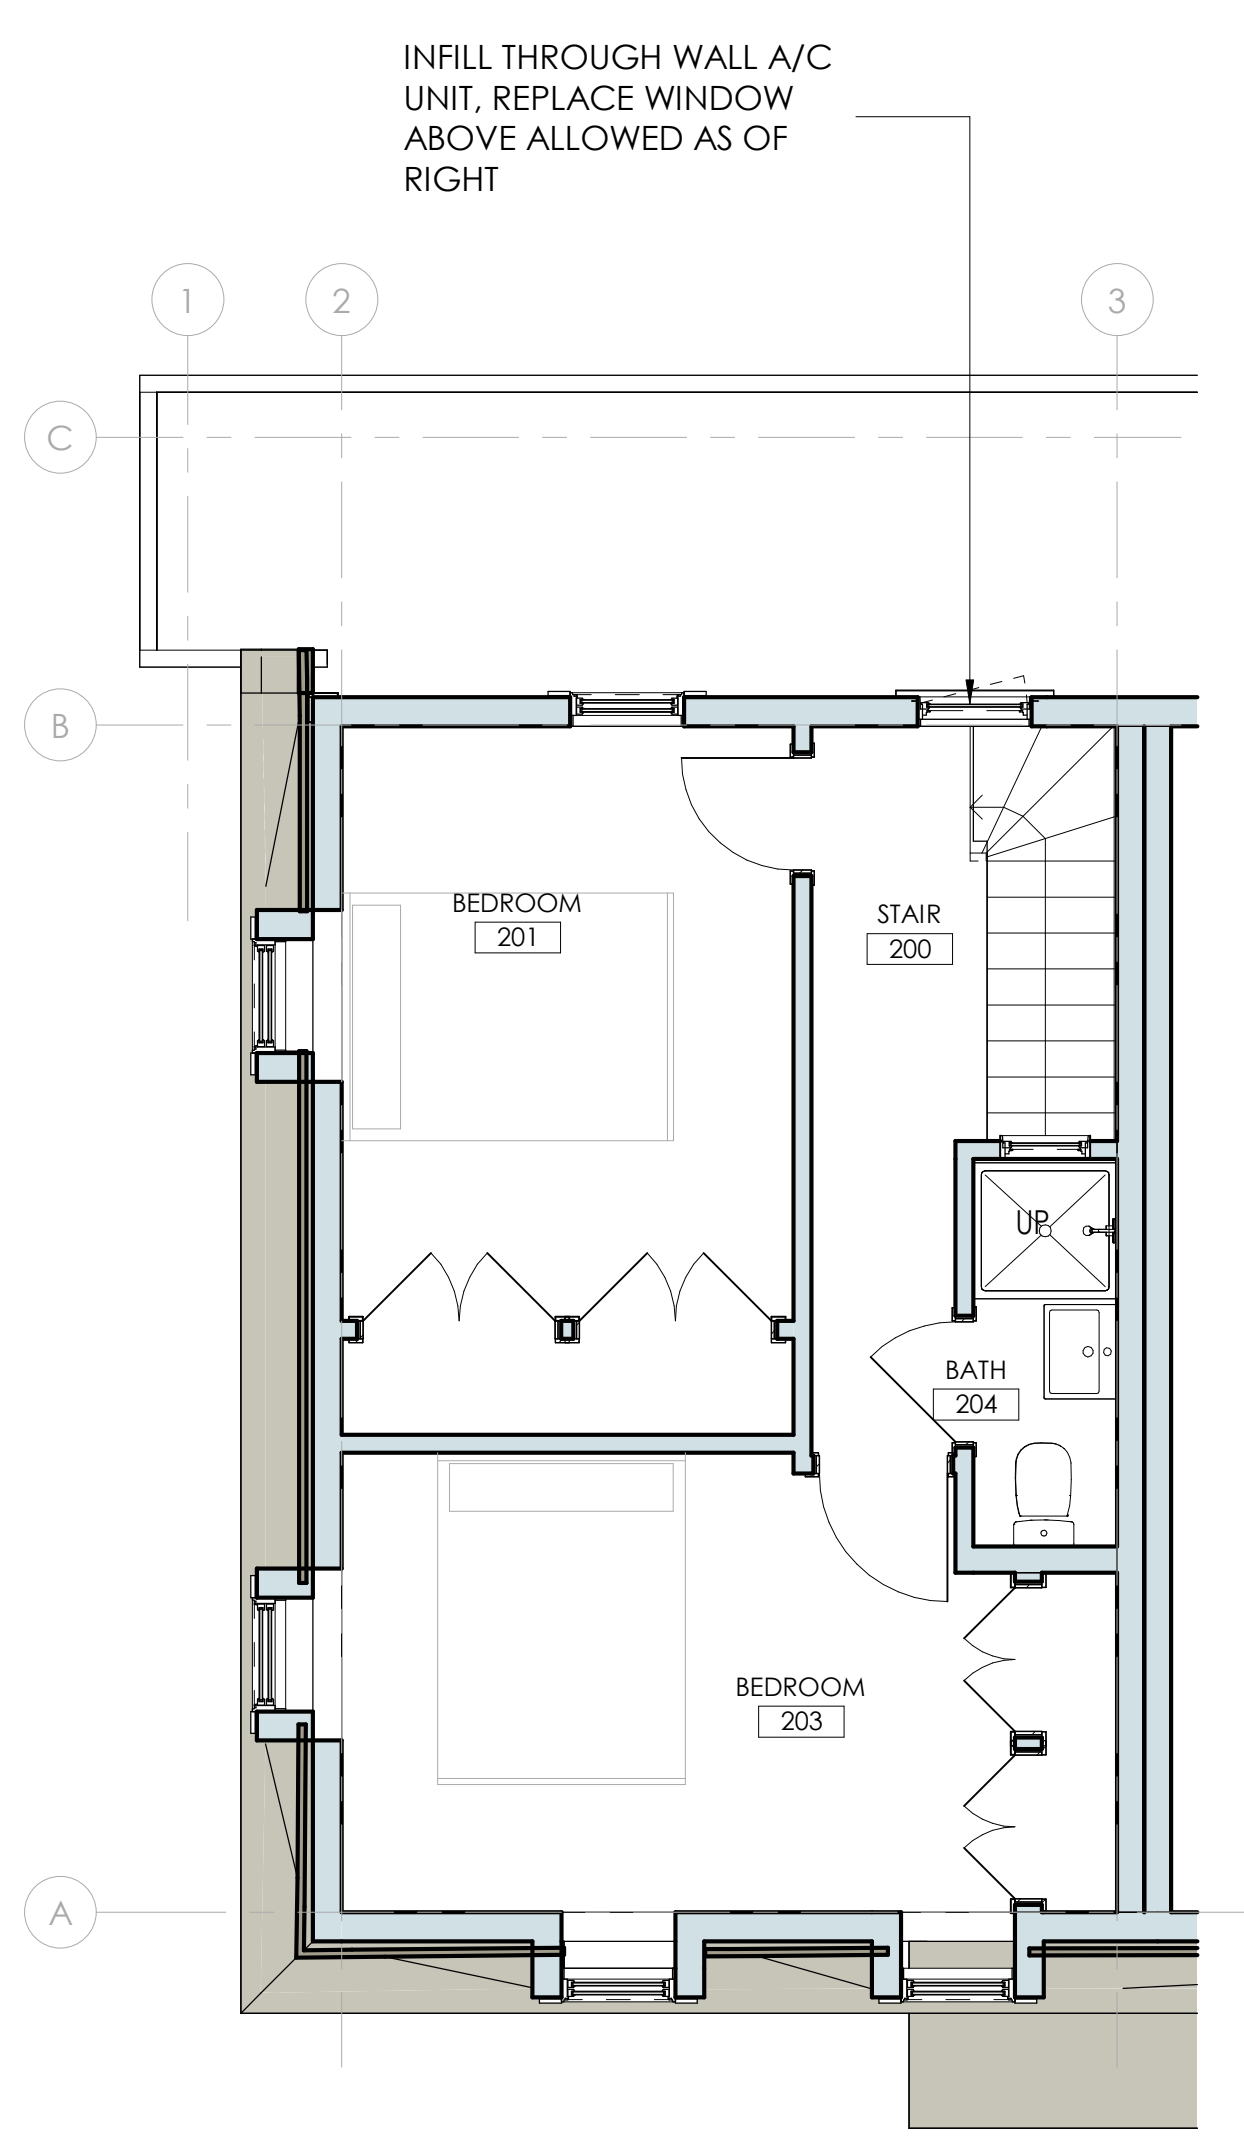 INFILL THROUGH WALL A/C
UNIT, REPLACE WINDOW
ABOVE ALLOWED AS OF
RIGHT
1
2
3
C
B
BEDROOM
201
STAIR
200
UP
BATH
204
BEDROOM
203
A